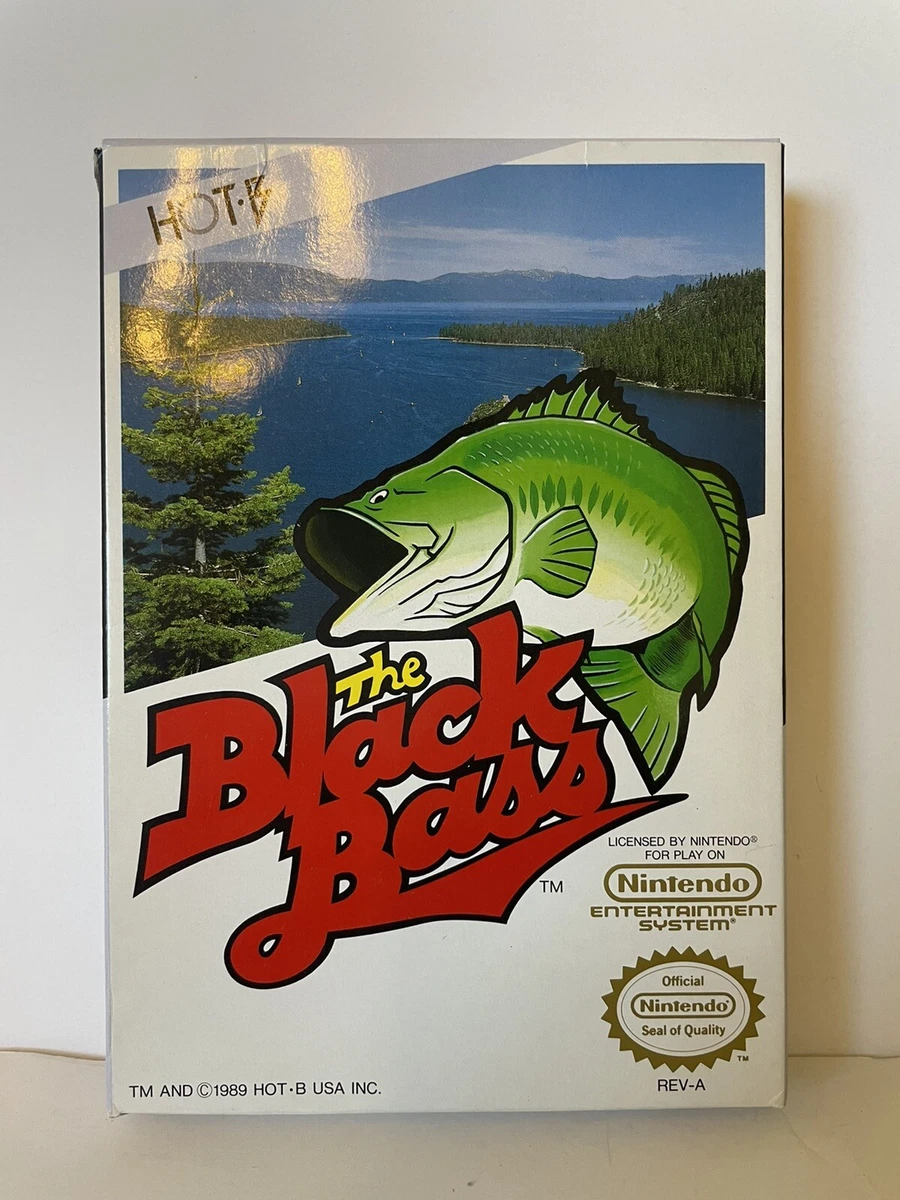 HOT·B
The
Black
Bass
TM
LICENSED BY NINTENDO®
FOR PLAY ON
Nintendo
ENTERTAINMENT
SYSTEM®
Official
Nintendo®
Seal of Quality
TM
TM AND ©1989 HOT·B USA INC.
REV-A